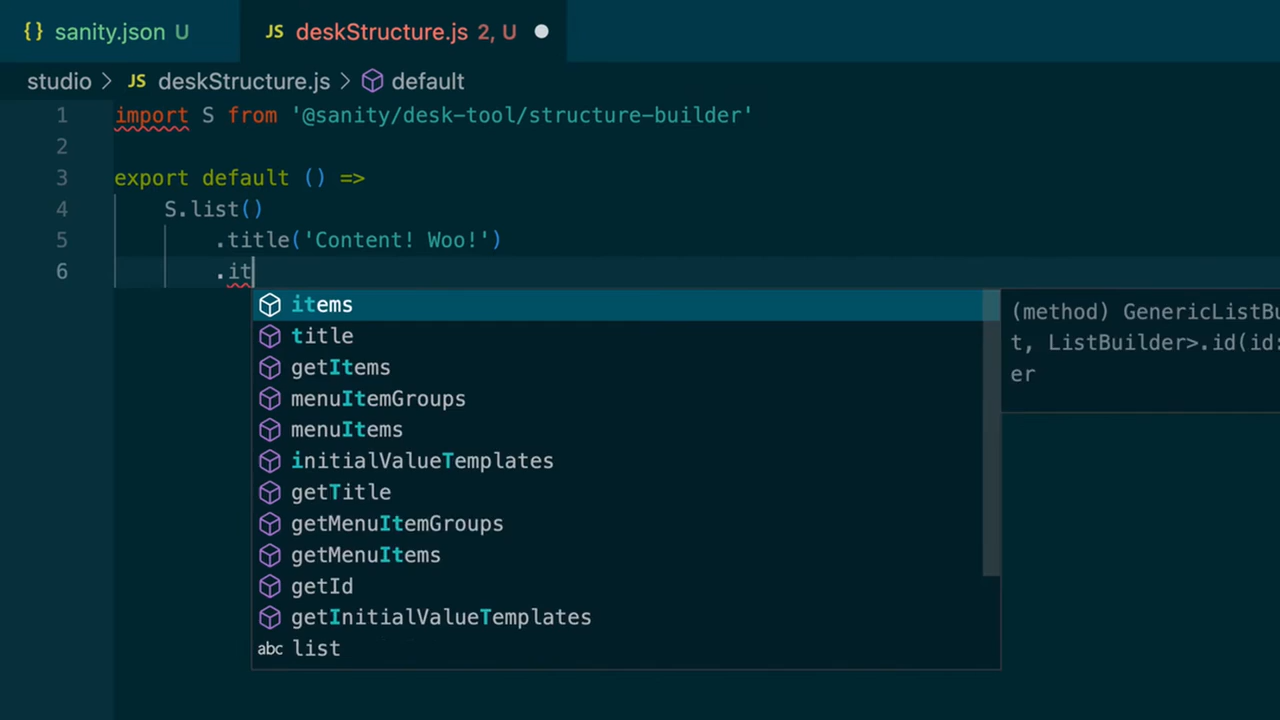 {} sanity.json U
JS deskStructure.js 2, U
studio > JS deskStructure.js > default
1 import S from '@sanity/desk-tool/structure-builder'
2
3 export default () =>
4 S.list()
5 .title('Content! Woo!')
6 .it
items
title
getItems
menuItemGroups
menuItems
initialValueTemplates
getTitle
getMenuItemGroups
getMenuItems
getId
getInitialValueTemplates
abc list
(method) GenericListBu
t, ListBuilder>.id(id:
er